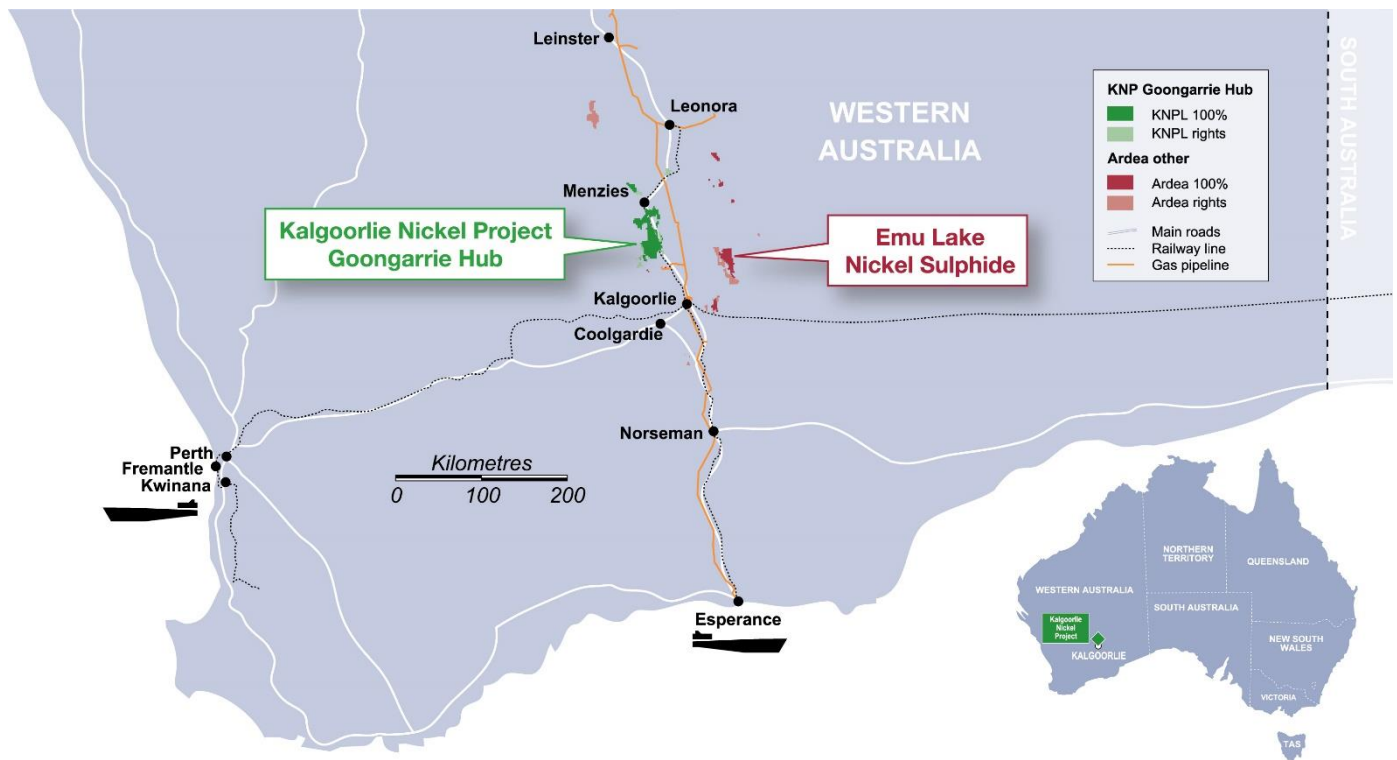 Leinster
Leonora
WESTERN
AUSTRALIA
SOUTH AUSTRALIA
KNP Goongarrie Hub
KNPL 100%
KNPL rights
Ardea other
Ardea 100%
Ardea rights
Main roads
Railway line
Gas pipeline
Menzies
Kalgoorlie Nickel Project
Goongarrie Hub
Emu Lake
Nickel Sulphide
Kalgoorlie
Coolgardie
Norseman
Perth
Fremantle
Kwinana
Kilometres
0 100 200
Esperance
NORTHERN
TERRITORY
QUEENSLAND
WESTERN AUSTRALIA
SOUTH AUSTRALIA
Kalgoorlie
Nickel
Project
KALGOORLIE
NEW SOUTH
WALES
VICTORIA
TAS